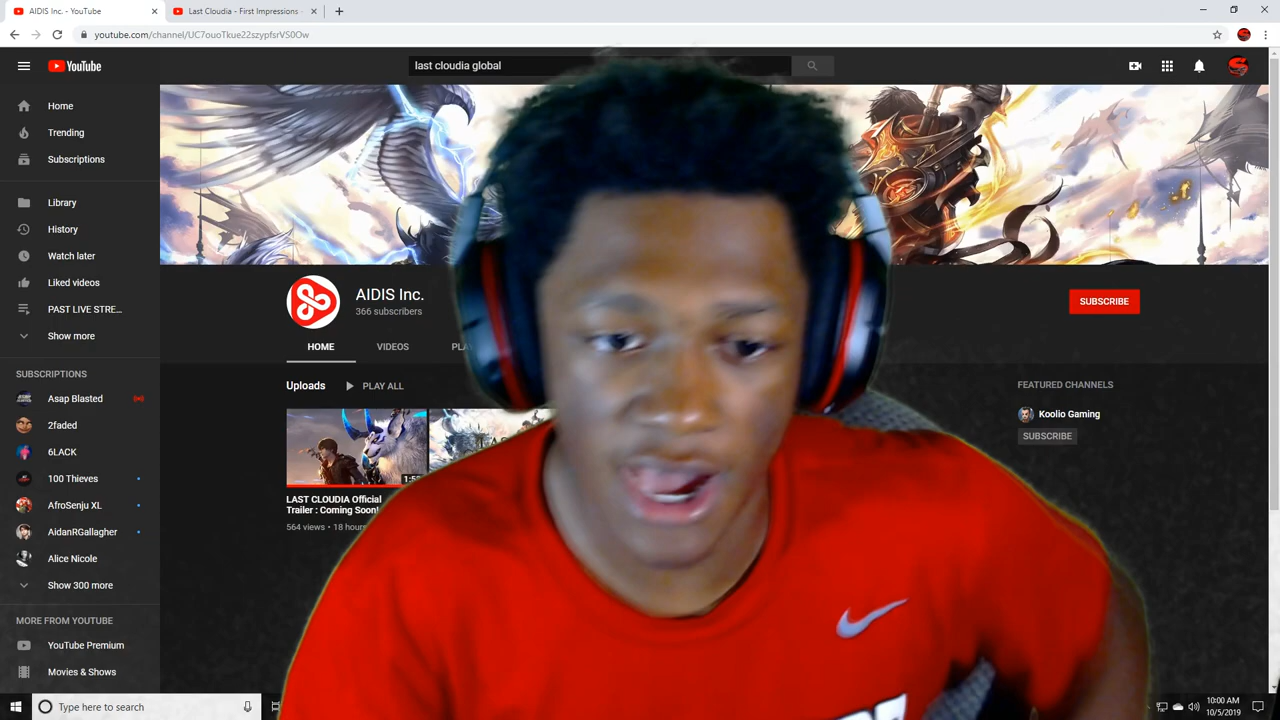 AIDIS Inc. - YouTube
Last Cloudia - First Impressions -
youtube.com/channel/UC7ouoTkue22szypfsrVS0Ow
YouTube
last cloudia global
Home
Trending
Subscriptions
Library
History
Watch later
Liked videos
PAST LIVE STRE...
Show more
SUBSCRIPTIONS
Asap Blasted
2faded
6LACK
100 Thieves
AfroSenju XL
AidanRGallagher
Alice Nicole
Show 300 more
MORE FROM YOUTUBE
YouTube Premium
Movies & Shows
AIDIS Inc.
366 subscribers
SUBSCRIBE
HOME
VIDEOS
Uploads
PLAY ALL
LAST CLOUDIA Official
Trailer : Coming Soon!
564 views • 18 hours
FEATURED CHANNELS
Koolio Gaming
SUBSCRIBE
Type here to search
10:00 AM
10/5/2019